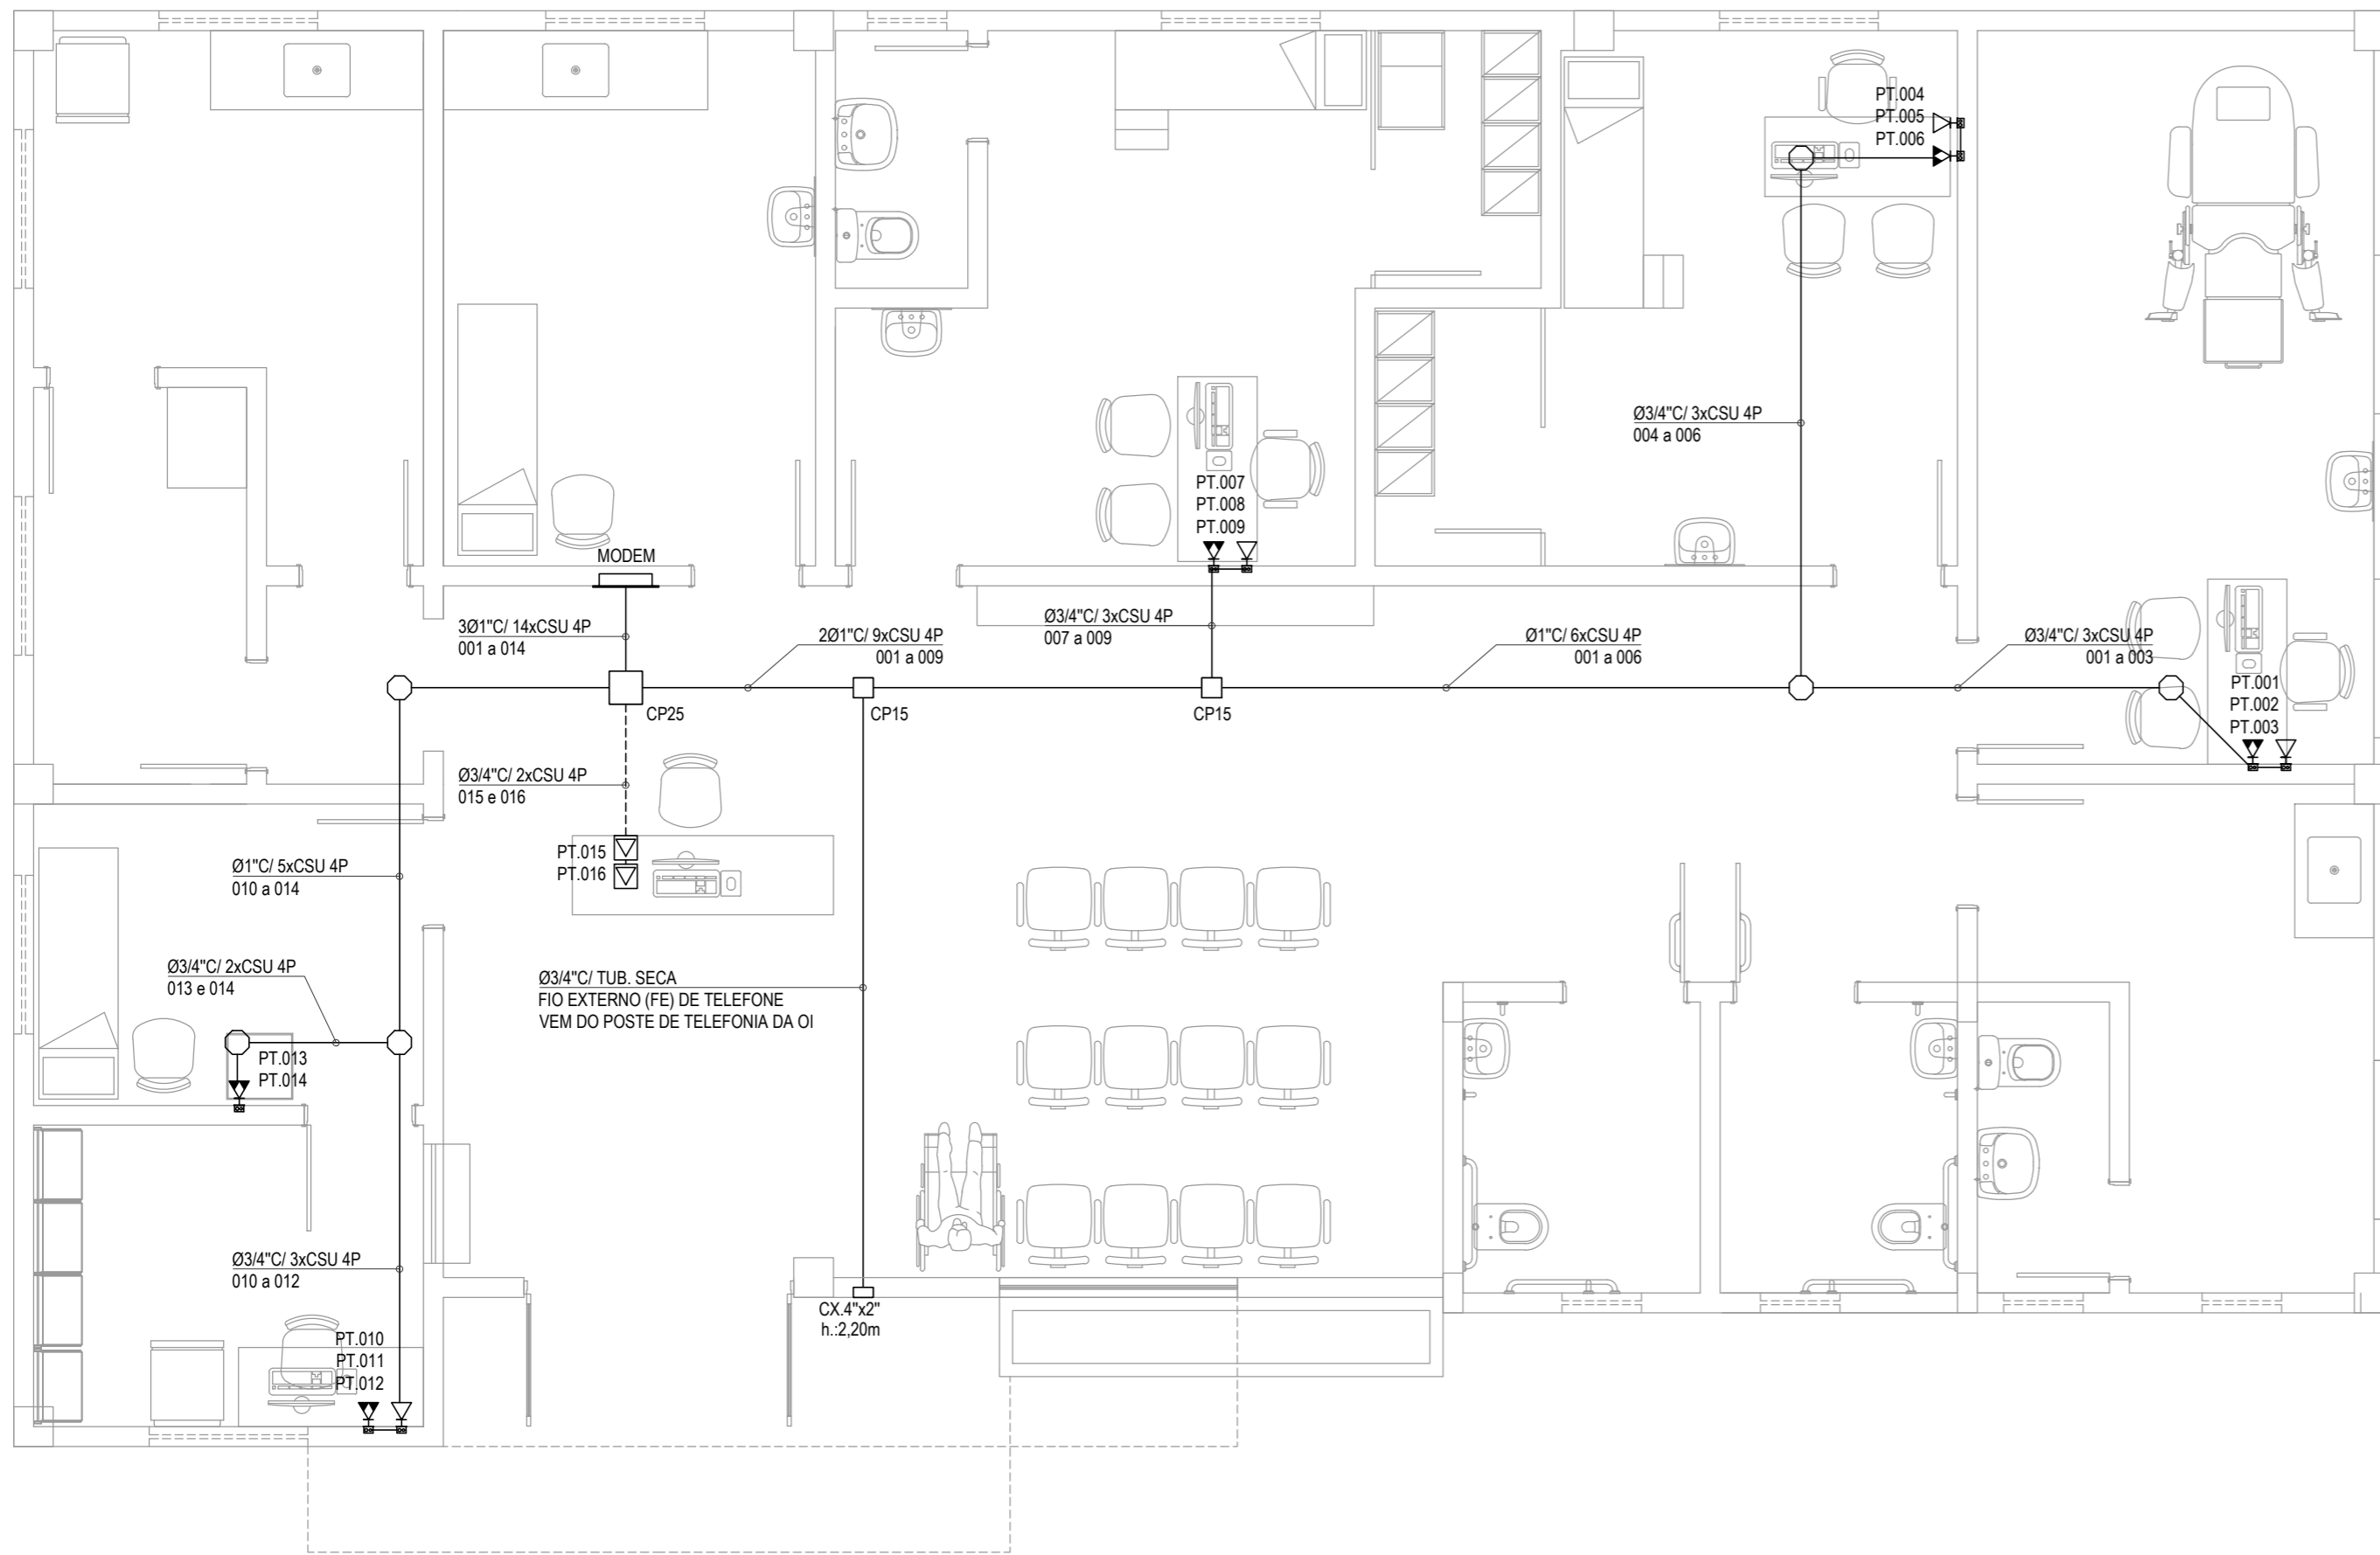 PT.004
PT.005
PT.006
Ø3/4"C/ 3xCSU 4P
004 a 006
PT.007
PT.008
PT.009
MODEM
3Ø1"C/ 14xCSU 4P
001 a 014
2Ø1"C/ 9xCSU 4P
001 a 009
Ø3/4"C/ 3xCSU 4P
007 a 009
Ø1"C/ 6xCSU 4P
001 a 006
Ø3/4"C/ 3xCSU 4P
001 a 003
PT.001
PT.002
PT.003
CP25
CP15
CP15
Ø3/4"C/ 2xCSU 4P
015 e 016
PT.015
PT.016
Ø1"C/ 5xCSU 4P
010 a 014
Ø3/4"C/ 2xCSU 4P
013 e 014
Ø3/4"C/ TUB. SECA
FIO EXTERNO (FE) DE TELEFONE
VEM DO POSTE DE TELEFONIA DA OI
PT.013
PT.014
Ø3/4"C/ 3xCSU 4P
010 a 012
CX.4"x2"
h.:2,20m
PT.010
PT.011
PT.012